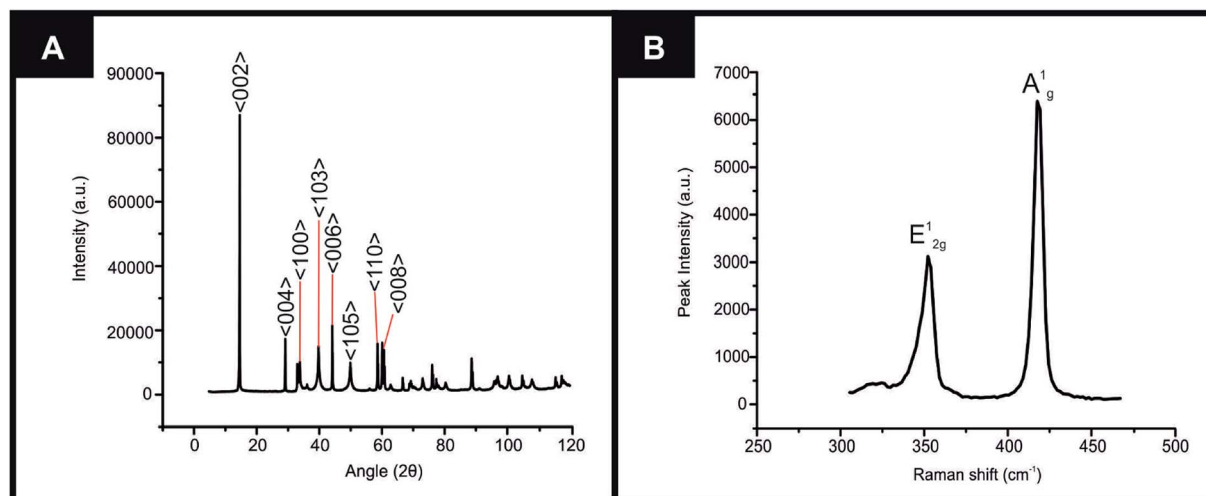 A
90000
80000
70000
60000
50000
40000
30000
20000
10000
0
Intensity (a.u.)
<002>
<004>
<100>
<103>
<006>
<105>
<110>
<008>
0 20 40 60 80 100 120
Angle (2θ)
B
7000
6000
5000
4000
3000
2000
1000
0
Peak Intensity (a.u.)
E¹₂g
A¹g
250 300 350 400 450 500
Raman shift (cm⁻¹)